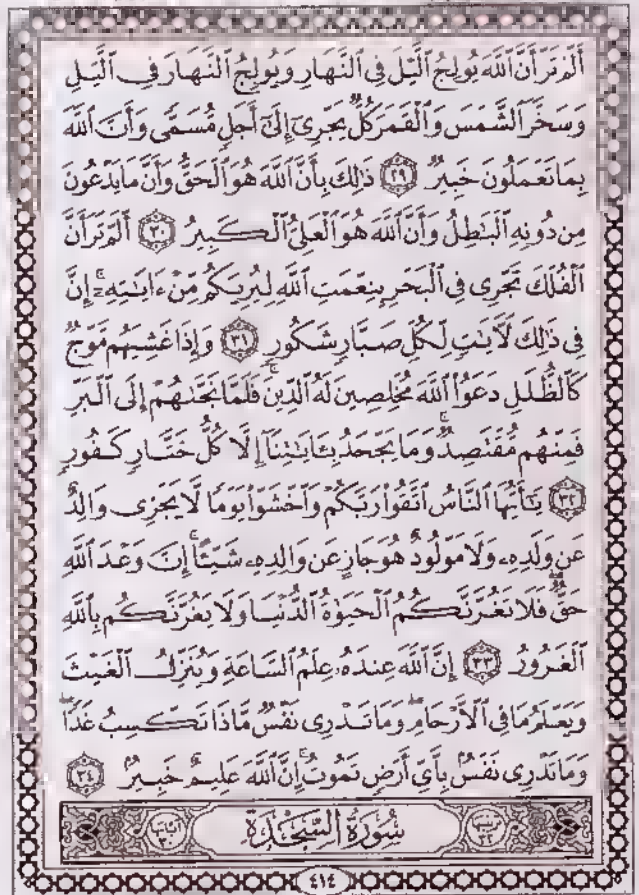 أَلَمْ تَرَ أَنَّ ٱللَّهَ يُولِجُ ٱلَّيْلَ فِى ٱلنَّهَارِ وَيُولِجُ ٱلنَّهَارَ فِى ٱلَّيْلِ
وَسَخَّرَ ٱلشَّمْسَ وَٱلْقَمَرَ كُلٌّ يَجْرِىٓ إِلَىٰٓ أَجَلٍ مُّسَمًّى وَأَنَّ ٱللَّهَ
بِمَا تَعْمَلُونَ خَبِيرٌ ٢٩ ذَٰلِكَ بِأَنَّ ٱللَّهَ هُوَ ٱلْحَقُّ وَأَنَّ مَا يَدْعُونَ
مِن دُونِهِ ٱلْبَٰطِلُ وَأَنَّ ٱللَّهَ هُوَ ٱلْعَلِىُّ ٱلْكَبِيرُ ٣٠ أَلَمْ تَرَ أَنَّ
ٱلْفُلْكَ تَجْرِى فِى ٱلْبَحْرِ بِنِعْمَتِ ٱللَّهِ لِيُرِيَكُم مِّنْ ءَايَٰتِهِۦٓ ۚ إِنَّ
فِى ذَٰلِكَ لَءَايَٰتٍ لِّكُلِّ صَبَّارٍ شَكُورٍ ٣١ وَإِذَا غَشِيَهُم مَّوْجٌ
كَٱلظُّلَلِ دَعَوُا۟ ٱللَّهَ مُخْلِصِينَ لَهُ ٱلدِّينَ فَلَمَّا نَجَّىٰهُمْ إِلَى ٱلْبَرِّ
فَمِنْهُم مُّقْتَصِدٌ ۚ وَمَا يَجْحَدُ بِـَٔايَٰتِنَآ إِلَّا كُلُّ خَتَّارٍ كَفُورٍ
٣٢ يَٰٓأَيُّهَا ٱلنَّاسُ ٱتَّقُوا۟ رَبَّكُمْ وَٱخْشَوْا۟ يَوْمًا لَّا يَجْزِى وَالِدٌ
عَن وَلَدِهِۦ وَلَا مَوْلُودٌ هُوَ جَازٍ عَن وَالِدِهِۦ شَيْـًٔا ۚ إِنَّ وَعْدَ ٱللَّهِ
حَقٌّ ۖ فَلَا تَغُرَّنَّكُمُ ٱلْحَيَوٰةُ ٱلدُّنْيَا وَلَا يَغُرَّنَّكُم بِٱللَّهِ
ٱلْغَرُورُ ٣٣ إِنَّ ٱللَّهَ عِندَهُۥ عِلْمُ ٱلسَّاعَةِ وَيُنَزِّلُ ٱلْغَيْثَ
وَيَعْلَمُ مَا فِى ٱلْأَرْحَامِ ۖ وَمَا تَدْرِى نَفْسٌ مَّاذَا تَكْسِبُ غَدًا ۖ
وَمَا تَدْرِى نَفْسٌۢ بِأَىِّ أَرْضٍ تَمُوتُ ۚ إِنَّ ٱللَّهَ عَلِيمٌ خَبِيرٌۢ ٣٤
سُورَةُ السَّجْدَةِ
٤١٤